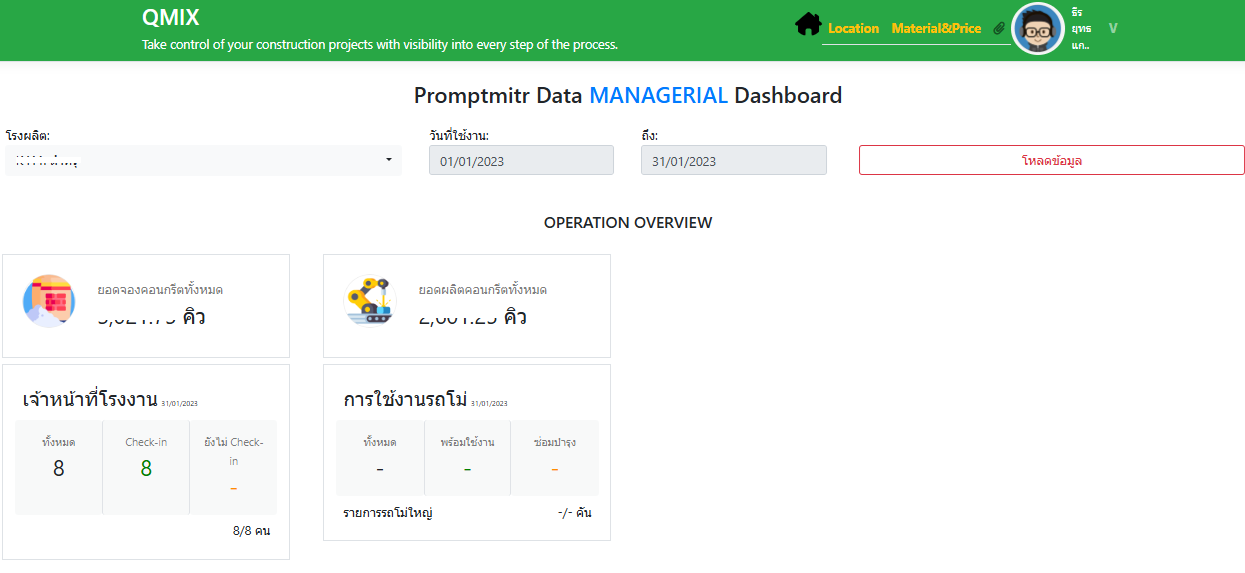 QMIX
Take control of your construction projects with visibility into every step of the process.
Location Material&Price
ธีร
ยุทธ
แก..
V
Promptmitr Data MANAGERIAL Dashboard
โรงผลิต: วันที่ใช้งาน: ถึง:
01/01/2023 31/01/2023 โหลดข้อมูล
OPERATION OVERVIEW
ยอดจองคอนกรีตทั้งหมด ยอดผลิตคอนกรีตทั้งหมด
คิว คิว
เจ้าหน้าที่โรงงาน 31/01/2023 การใช้งานรถโม่ 31/01/2023
ทั้งหมด Check-in ยังไม่ Check-
in
8 8 -
8/8 คน
ทั้งหมด พร้อมใช้งาน ซ่อมบำรุง
- - -
รายการรถโม่ใหญ่ -/- คัน